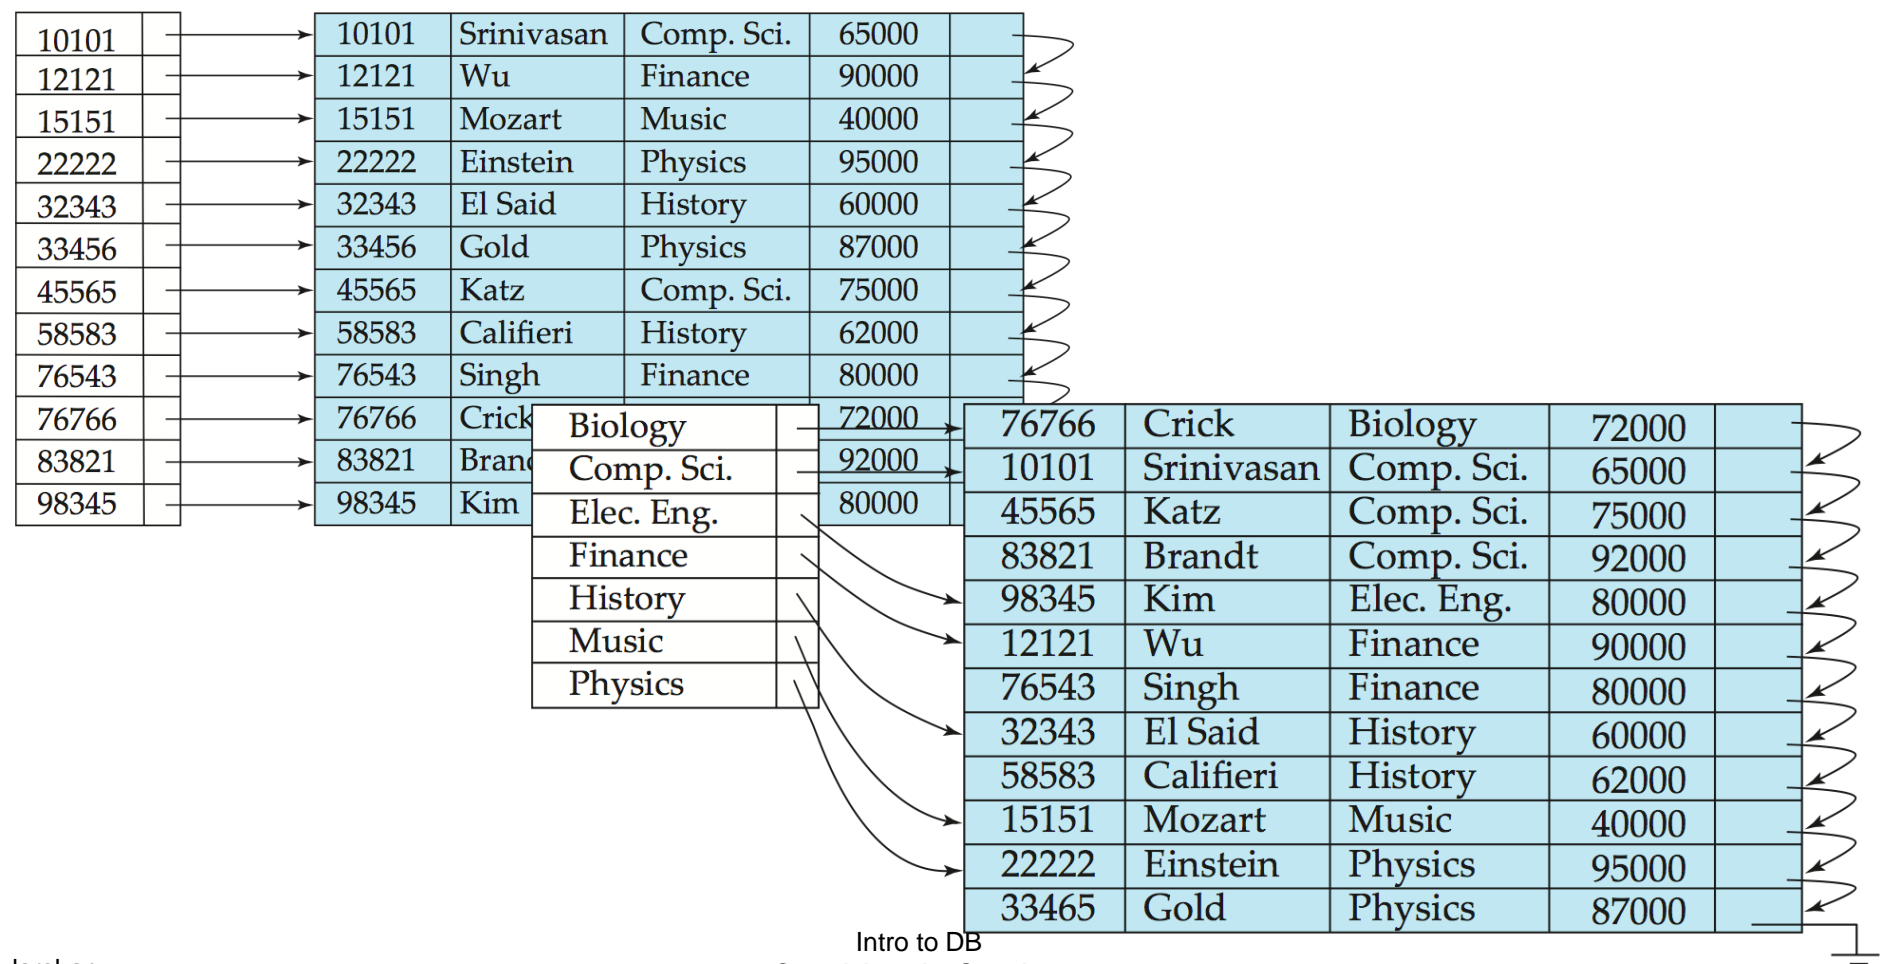 10101 10101 Srinivasan Comp. Sci. 65000
12121 12121 Wu Finance 90000
15151 15151 Mozart Music 40000
22222 22222 Einstein Physics 95000
32343 32343 El Said History 60000
33456 33456 Gold Physics 87000
45565 45565 Katz Comp. Sci. 75000
58583 58583 Califieri History 62000
76543 76543 Singh Finance 80000
76766 76766 Crick 72000
83821 83821 92000
98345 98345 Kim 80000
Biology 76766 Crick Biology 72000
Comp. Sci. 10101 Srinivasan Comp. Sci. 65000
Elec. Eng. 45565 Katz Comp. Sci. 75000
Finance 83821 Brandt Comp. Sci. 92000
History 98345 Kim Elec. Eng. 80000
Music 12121 Wu Finance 90000
Physics 76543 Singh Finance 80000
32343 El Said History 60000
58583 Califieri History 62000
15151 Mozart Music 40000
22222 Einstein Physics 95000
33465 Gold Physics 87000
Intro to DB